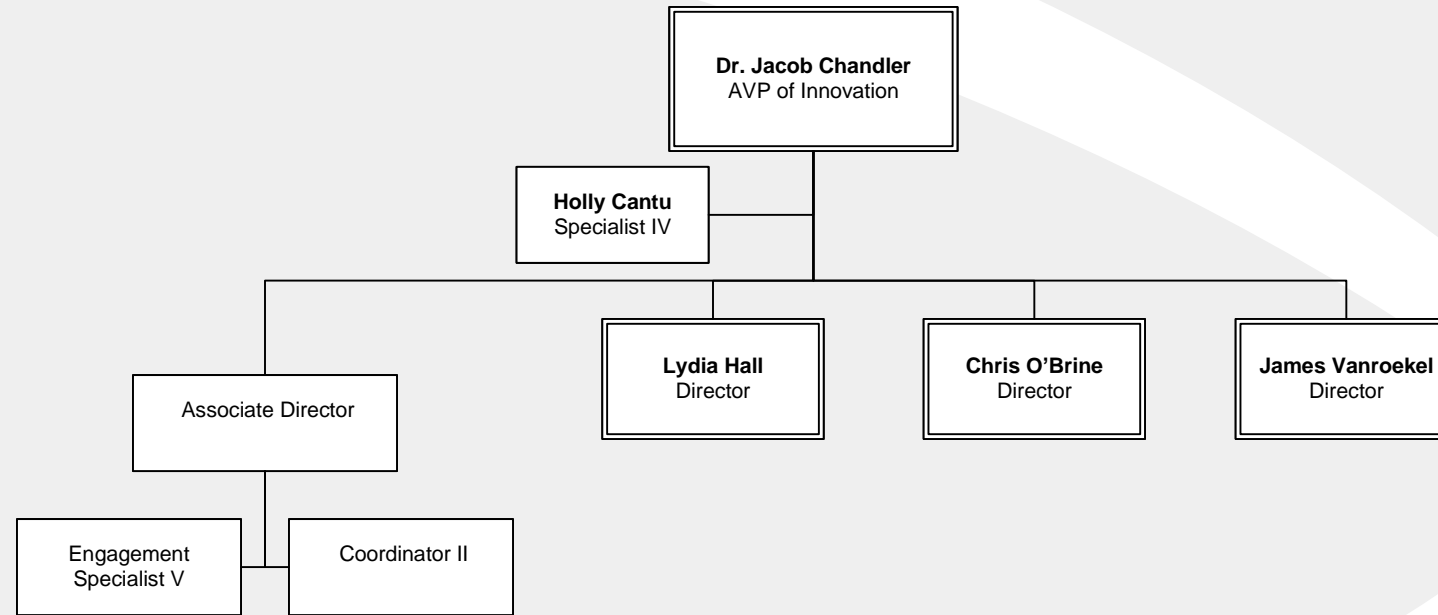 Dr. Jacob Chandler
AVP of Innovation
Holly Cantu
Specialist IV
Lydia Hall
Director
Chris O’Brine
Director
James Vanroekel
Director
Associate Director
Engagement
Specialist V
Coordinator II